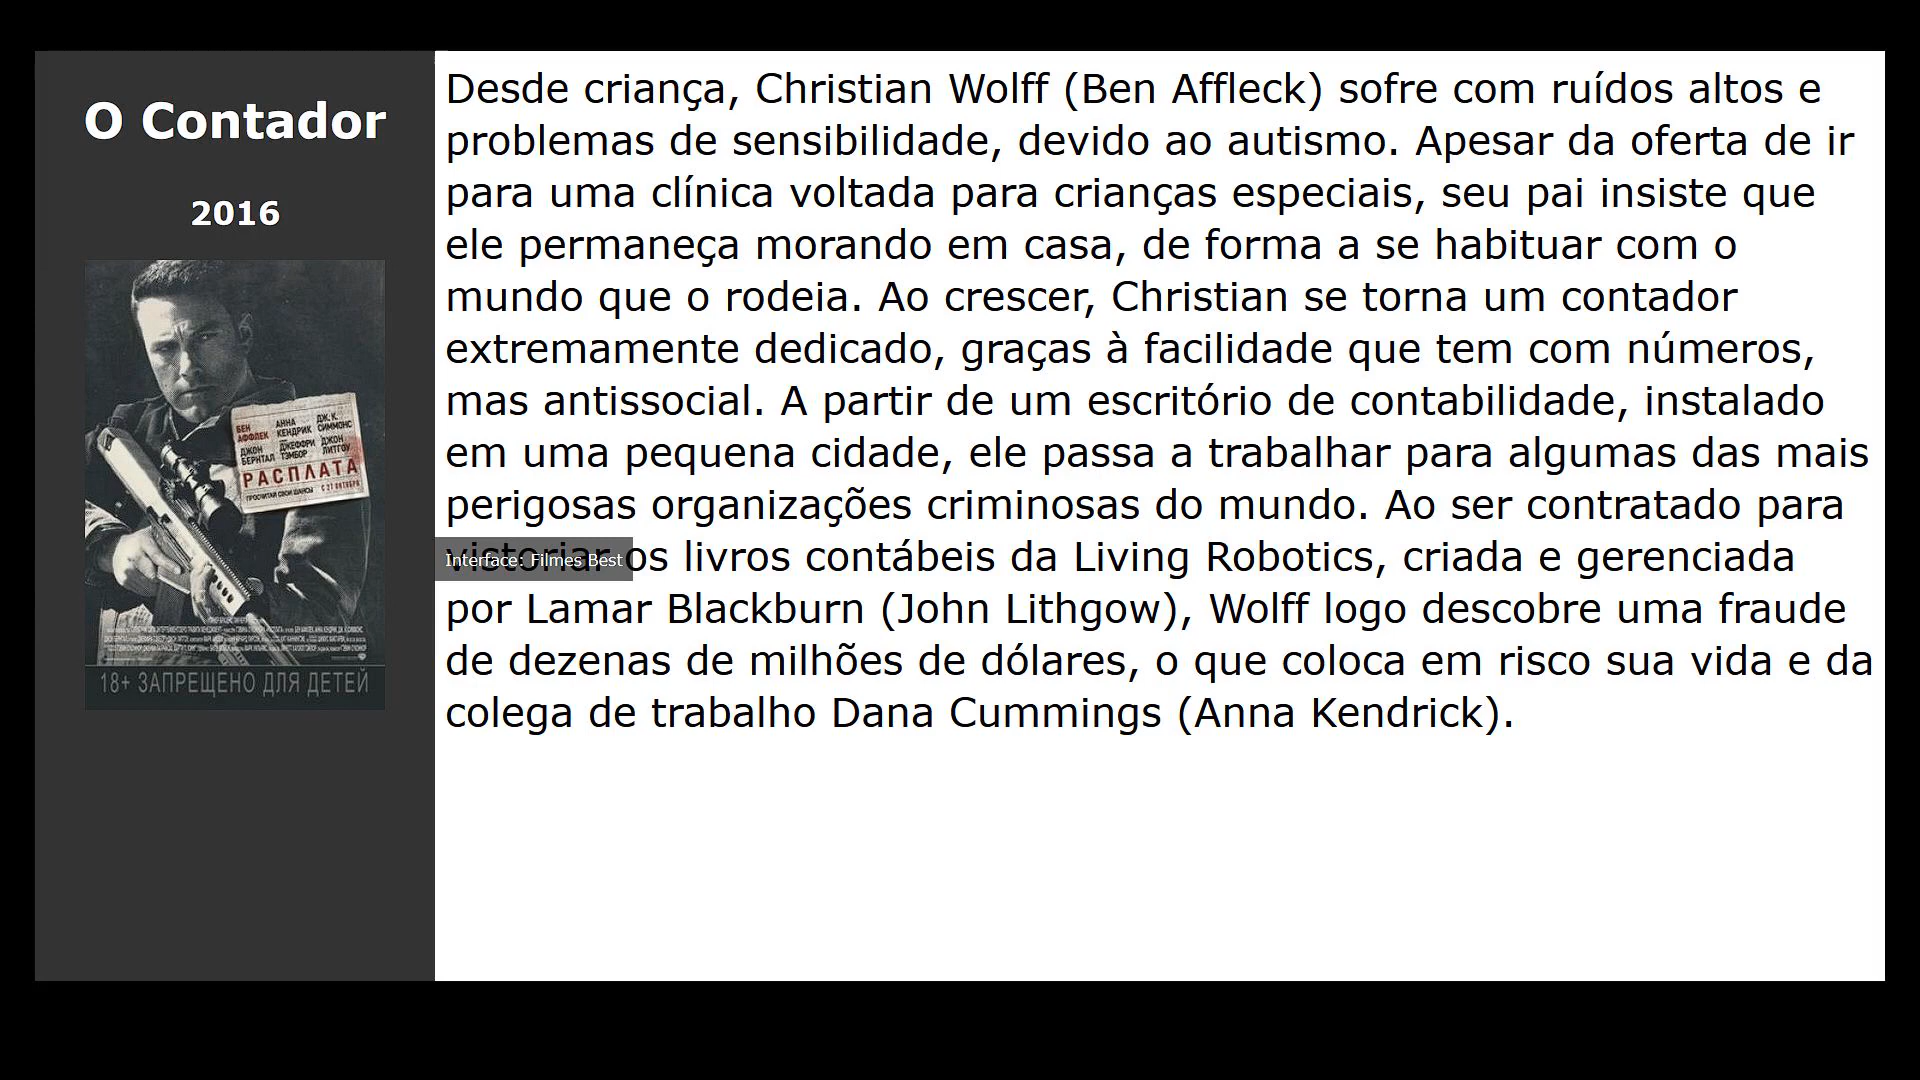 O Contador
2016
БЕН АФФЛЕК
АННА КЕНДРИК
ДЖ. К. СИММОНС
ДЖОН БЕРНТАЛ
ДЖЕФФРИ ТЭМБОР
ДЖОН ЛИТГОУ
РАСПЛАТА
ПРОСЧИТАЙ СВОИ ШАНСЫ
С 27 ОКТЯБРЯ
18+ ЗАПРЕЩЕНО ДЛЯ ДЕТЕЙ
Desde criança, Christian Wolff (Ben Affleck) sofre com ruídos altos e
problemas de sensibilidade, devido ao autismo. Apesar da oferta de ir
para uma clínica voltada para crianças especiais, seu pai insiste que
ele permaneça morando em casa, de forma a se habituar com o
mundo que o rodeia. Ao crescer, Christian se torna um contador
extremamente dedicado, graças à facilidade que tem com números,
mas antissocial. A partir de um escritório de contabilidade, instalado
em uma pequena cidade, ele passa a trabalhar para algumas das mais
perigosas organizações criminosas do mundo. Ao ser contratado para
vistoriar os livros contábeis da Living Robotics, criada e gerenciada
por Lamar Blackburn (John Lithgow), Wolff logo descobre uma fraude
de dezenas de milhões de dólares, o que coloca em risco sua vida e da
colega de trabalho Dana Cummings (Anna Kendrick).
Interface: Filmes Best